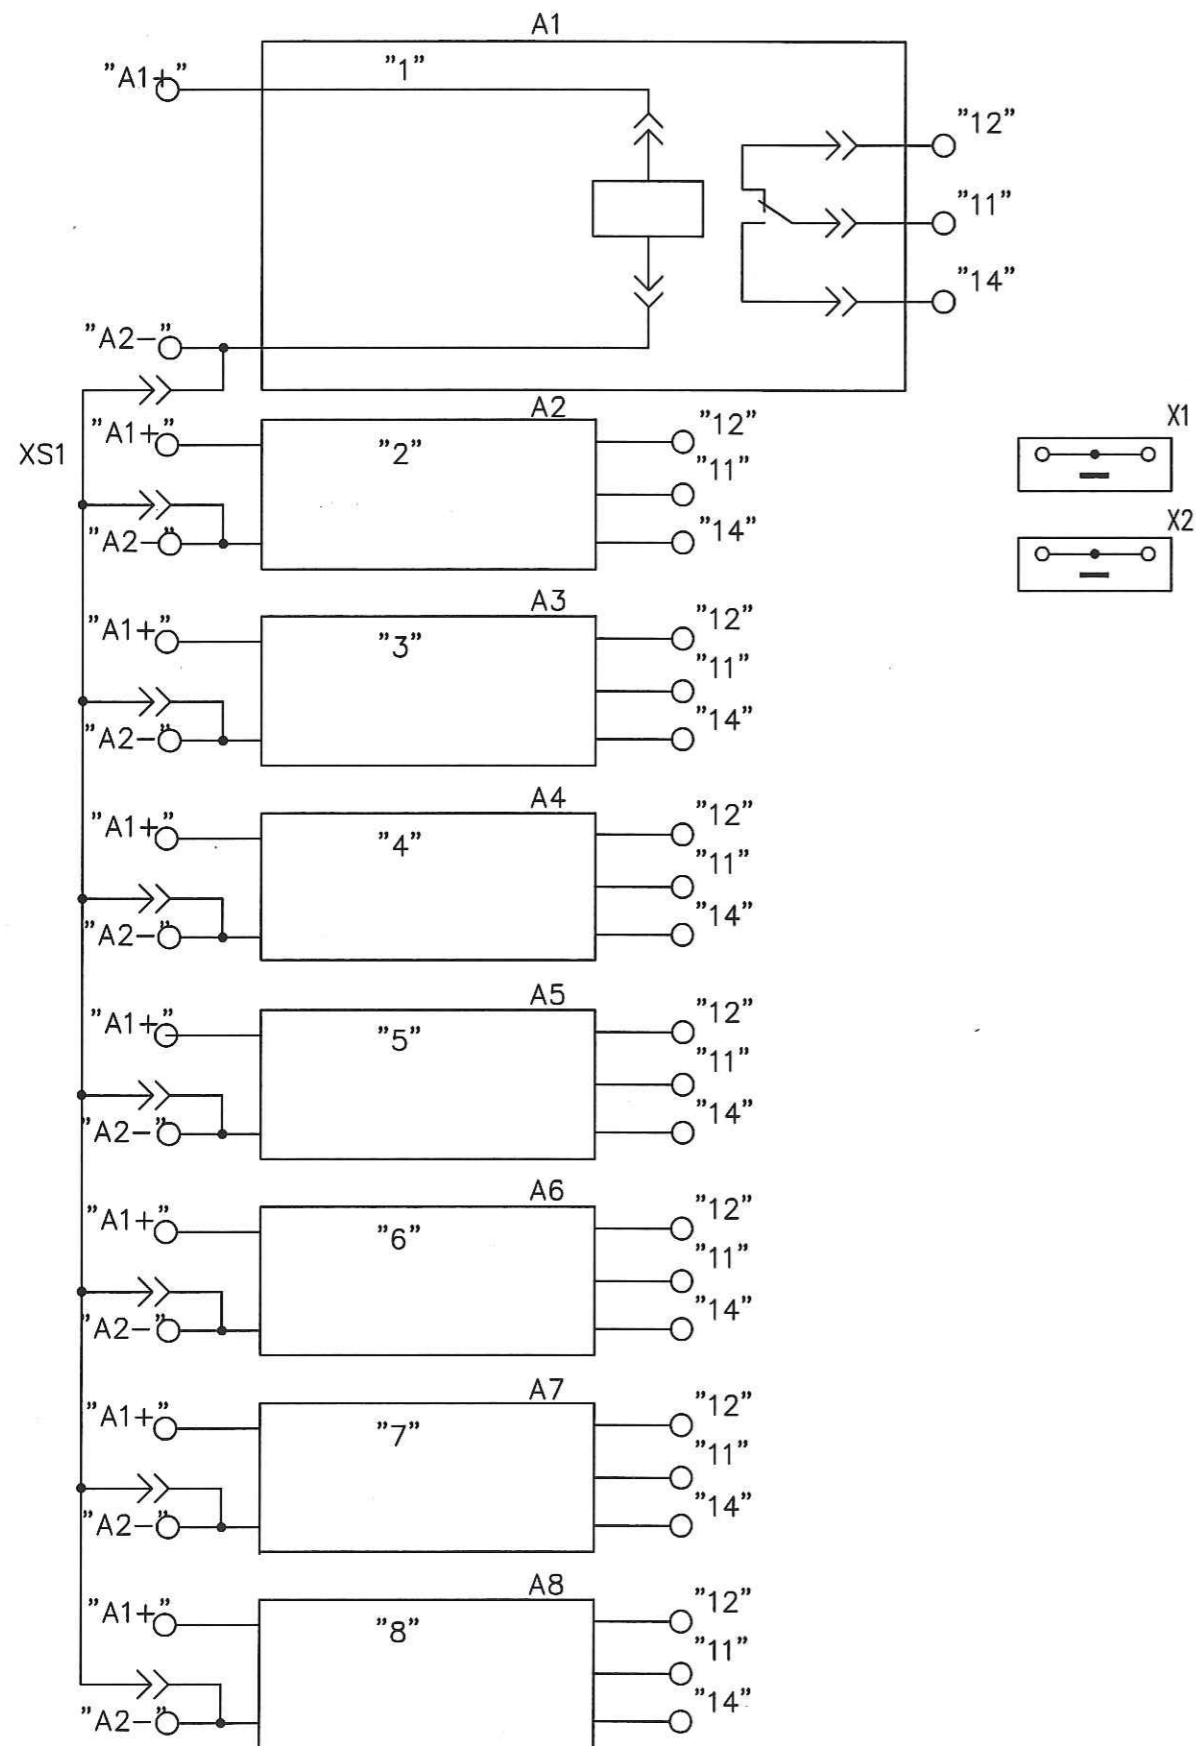 A1
"A1+"
"1"
"12"
"11"
"14"
"A2-"
XS1
A2
"A1+"
"2"
"12"
"11"
"14"
"A2-"
X1
X2
A3
"A1+"
"3"
"12"
"11"
"14"
"A2-"
A4
"A1+"
"4"
"12"
"11"
"14"
"A2-"
A5
"A1+"
"5"
"12"
"11"
"14"
"A2-"
A6
"A1+"
"6"
"12"
"11"
"14"
"A2-"
A7
"A1+"
"7"
"12"
"11"
"14"
"A2-"
A8
"A1+"
"8"
"12"
"11"
"14"
"A2-"